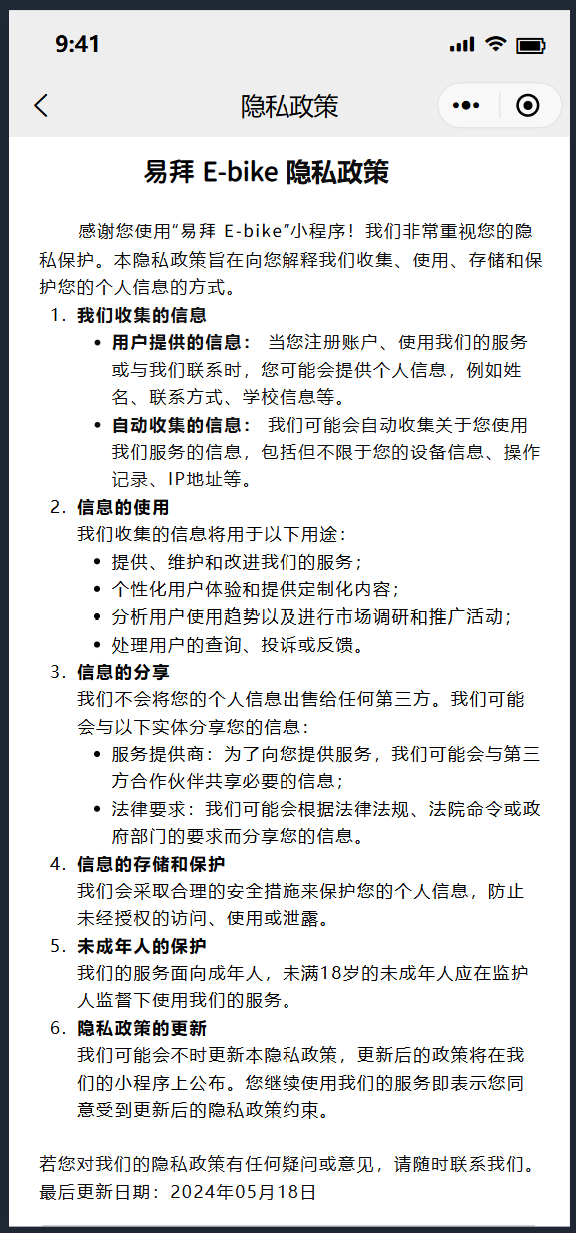 9:41
隐私政策
易拜 E-bike 隐私政策
感谢您使用“易拜 E-bike”小程序！我们非常重视您的隐
私保护。本隐私政策旨在向您解释我们收集、使用、存储和保
护您的个人信息的方式。
1. 我们收集的信息
• 用户提供的信息： 当您注册账户、使用我们的服务
或与我们联系时，您可能会提供个人信息，例如姓
名、联系方式、学校信息等。
• 自动收集的信息： 我们可能会自动收集关于您使用
我们服务的信息，包括但不限于您的设备信息、操作
记录、IP地址等。
2. 信息的使用
我们收集的信息将用于以下用途：
• 提供、维护和改进我们的服务；
• 个性化用户体验和提供定制化内容；
• 分析用户使用趋势以及进行市场调研和推广活动；
• 处理用户的查询、投诉或反馈。
3. 信息的分享
我们不会将您的个人信息出售给任何第三方。我们可能
会与以下实体分享您的信息：
• 服务提供商：为了向您提供服务，我们可能会与第三
方合作伙伴共享必要的信息；
• 法律要求：我们可能会根据法律法规、法院命令或政
府部门的要求而分享您的信息。
4. 信息的存储和保护
我们会采取合理的安全措施来保护您的个人信息，防止
未经授权的访问、使用或泄露。
5. 未成年人的保护
我们的服务面向成年人，未满18岁的未成年人应在监护
人监督下使用我们的服务。
6. 隐私政策的更新
我们可能会不时更新本隐私政策，更新后的政策将在我
们的小程序上公布。您继续使用我们的服务即表示您同
意受到更新后的隐私政策约束。
若您对我们的隐私政策有任何疑问或意见，请随时联系我们。
最后更新日期：2024年05月18日